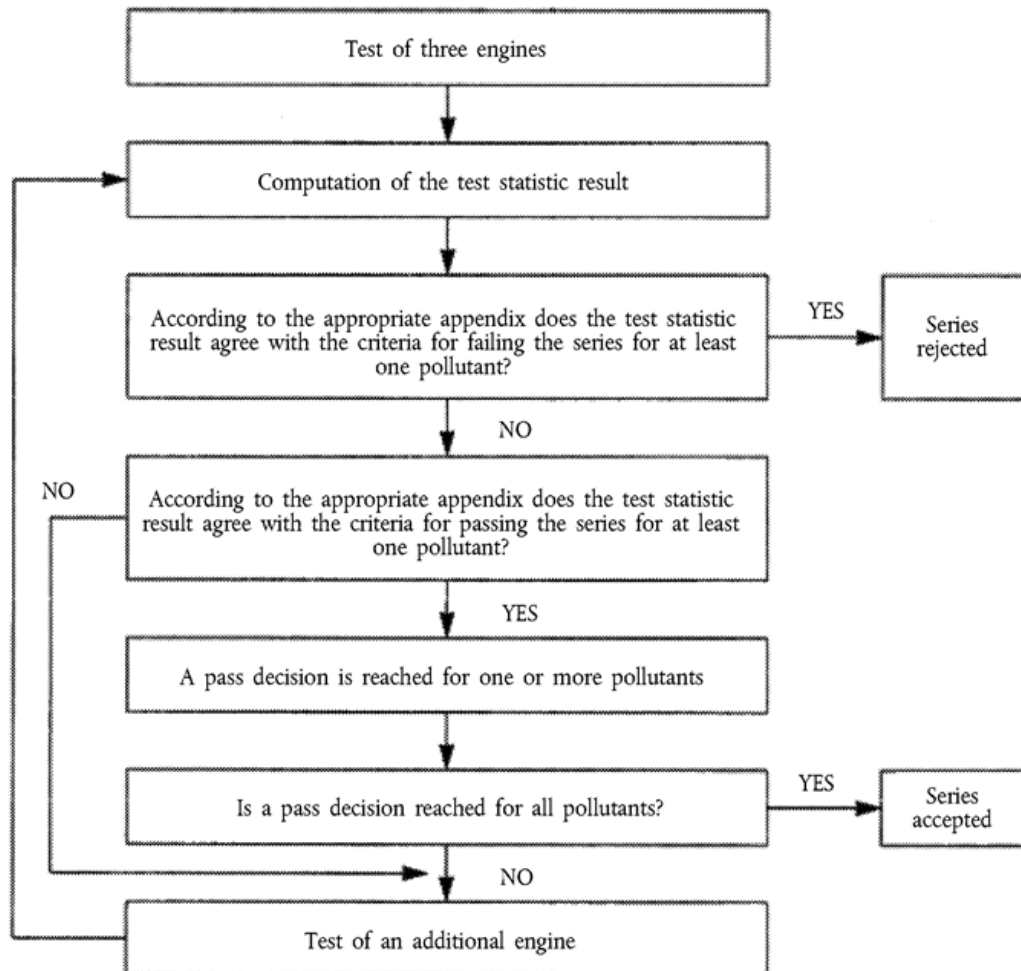 Test of three engines
Computation of the test statistic result
According to the appropriate appendix does the test statistic
result agree with the criteria for failing the series for at least
one pollutant?
YES
Series
rejected
NO
NO
According to the appropriate appendix does the test statistic
result agree with the criteria for passing the series for at least
one pollutant?
YES
A pass decision is reached for one or more pollutants
Is a pass decision reached for all pollutants?
YES
Series
accepted
NO
Test of an additional engine